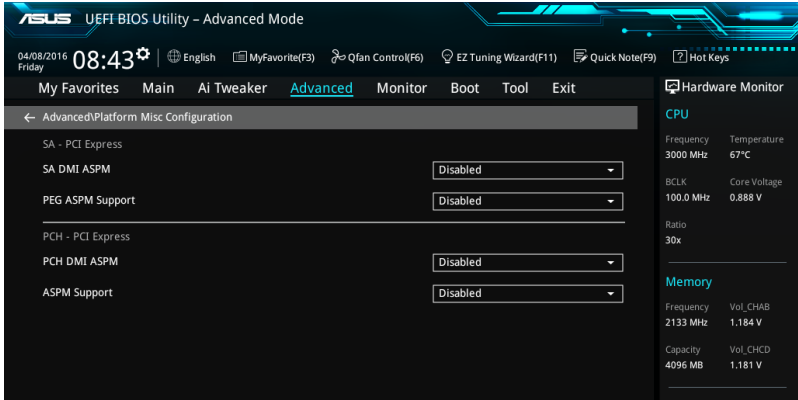 ASUS UEFI BIOS Utility – Advanced Mode
04/08/2016 Friday 08:43 English MyFavorite(F3) Qfan Control(F6) EZ Tuning Wizard(F11) Quick Note(F9) ? Hot Keys
My Favorites Main Ai Tweaker Advanced Monitor Boot Tool Exit
← Advanced\Platform Misc Configuration
SA - PCI Express
SA DMI ASPM Disabled
PEG ASPM Support Disabled
PCH - PCI Express
PCH DMI ASPM Disabled
ASPM Support Disabled
Hardware Monitor
CPU
Frequency Temperature
3000 MHz 67°C
BCLK Core Voltage
100.0 MHz 0.888 V
Ratio
30x
Memory
Frequency Vol_CHAB
2133 MHz 1.184 V
Capacity Vol_CHCD
4096 MB 1.181 V